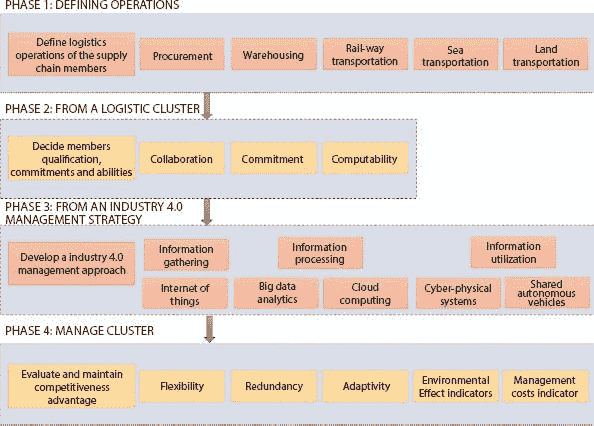 PHASE 1: DEFINING OPERATIONS
Define logistics
operations of the supply
chain members
Procurement
Warehousing
Rail-way
transportation
Sea
transportation
Land
transportation
PHASE 2: FROM A LOGISTIC CLUSTER
Decide members
qualification,
commitments and abilities
Collaboration
Commitment
Computability
PHASE 3: FROM AN INDUSTRY 4.0
MANAGEMENT STRATEGY
Develop a industry 4.0
management approach
Information
gathering
Information
processing
Information
utilization
Internet of
things
Big data
analytics
Cloud
computing
Cyber-physical
systems
Shared
autonomous
vehicles
PHASE 4: MANAGE CLUSTER
Evaluate and maintain
competitiveness
advantage
Flexibility
Redundancy
Adaptivity
Environmental
Effect indicators
Management
costs indicator